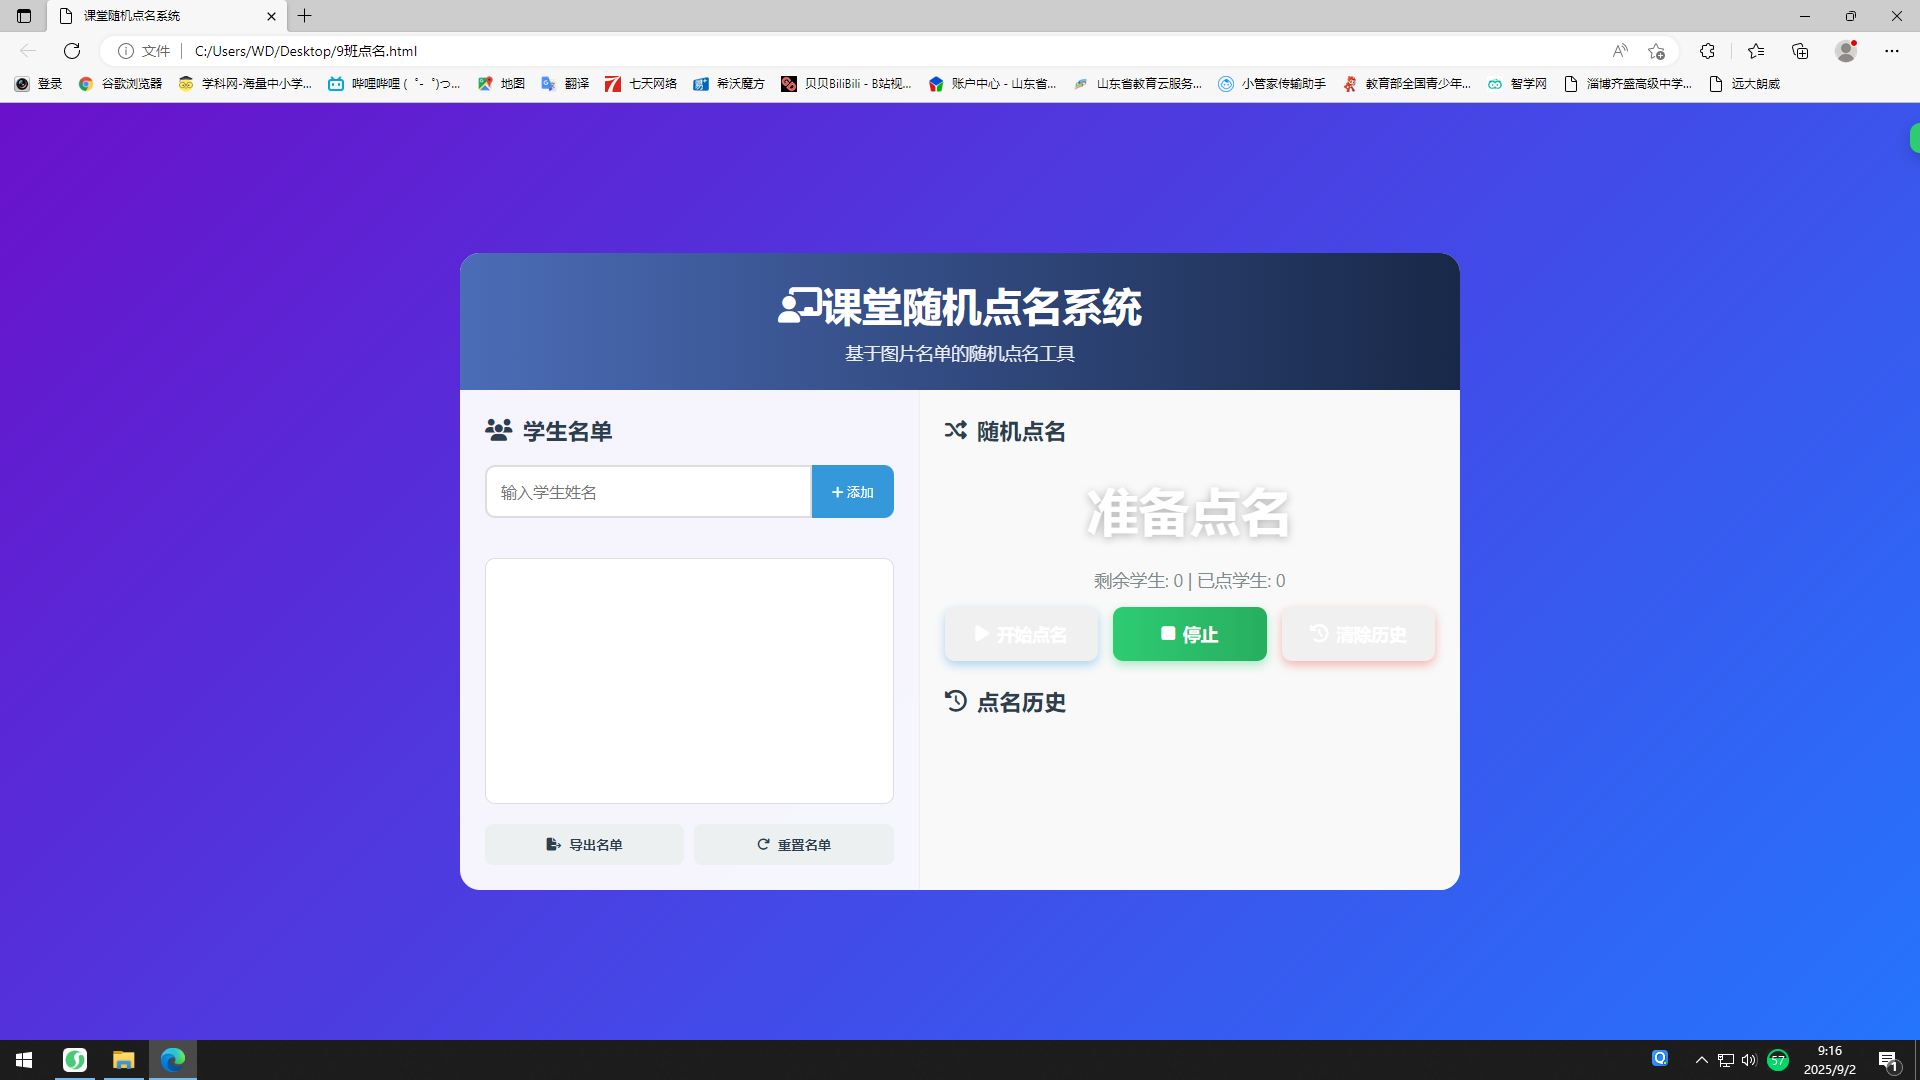 课堂随机点名系统
文件
C:/Users/WD/Desktop/9班点名.html
登录
谷歌浏览器
学科网-海量中小学...
哔哩哔哩 (゜-゜)つ...
地图
翻译
七天网络
希沃魔方
贝贝BiliBili - B站视...
账户中心 - 山东省...
山东省教育云服务...
小管家传输助手
教育部全国青少年...
智学网
淄博齐盛高级中学...
远大朗威
课堂随机点名系统
基于图片名单的随机点名工具
学生名单
输入学生姓名
+ 添加
导出名单
重置名单
随机点名
准备点名
剩余学生: 0 | 已点学生: 0
开始点名
停止
清除历史
点名历史
57
9:16
2025/9/2
1